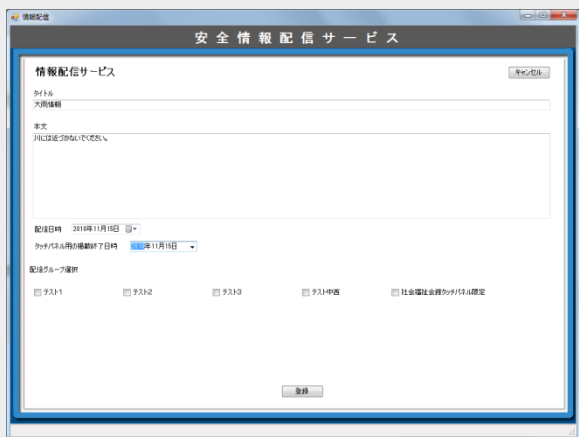 情報配信
安全情報配信サービス
情報配信サービス
キャンセル
タイトル
大雨情報
本文
川には近づかないでください。
配信日時 2010年11月15日
タッチパネル用の掲載終了日時 2010年11月15日
配信グループ選択
テスト1 テスト2 テスト3 テスト中西 社会福祉会館タッチパネル限定
登録